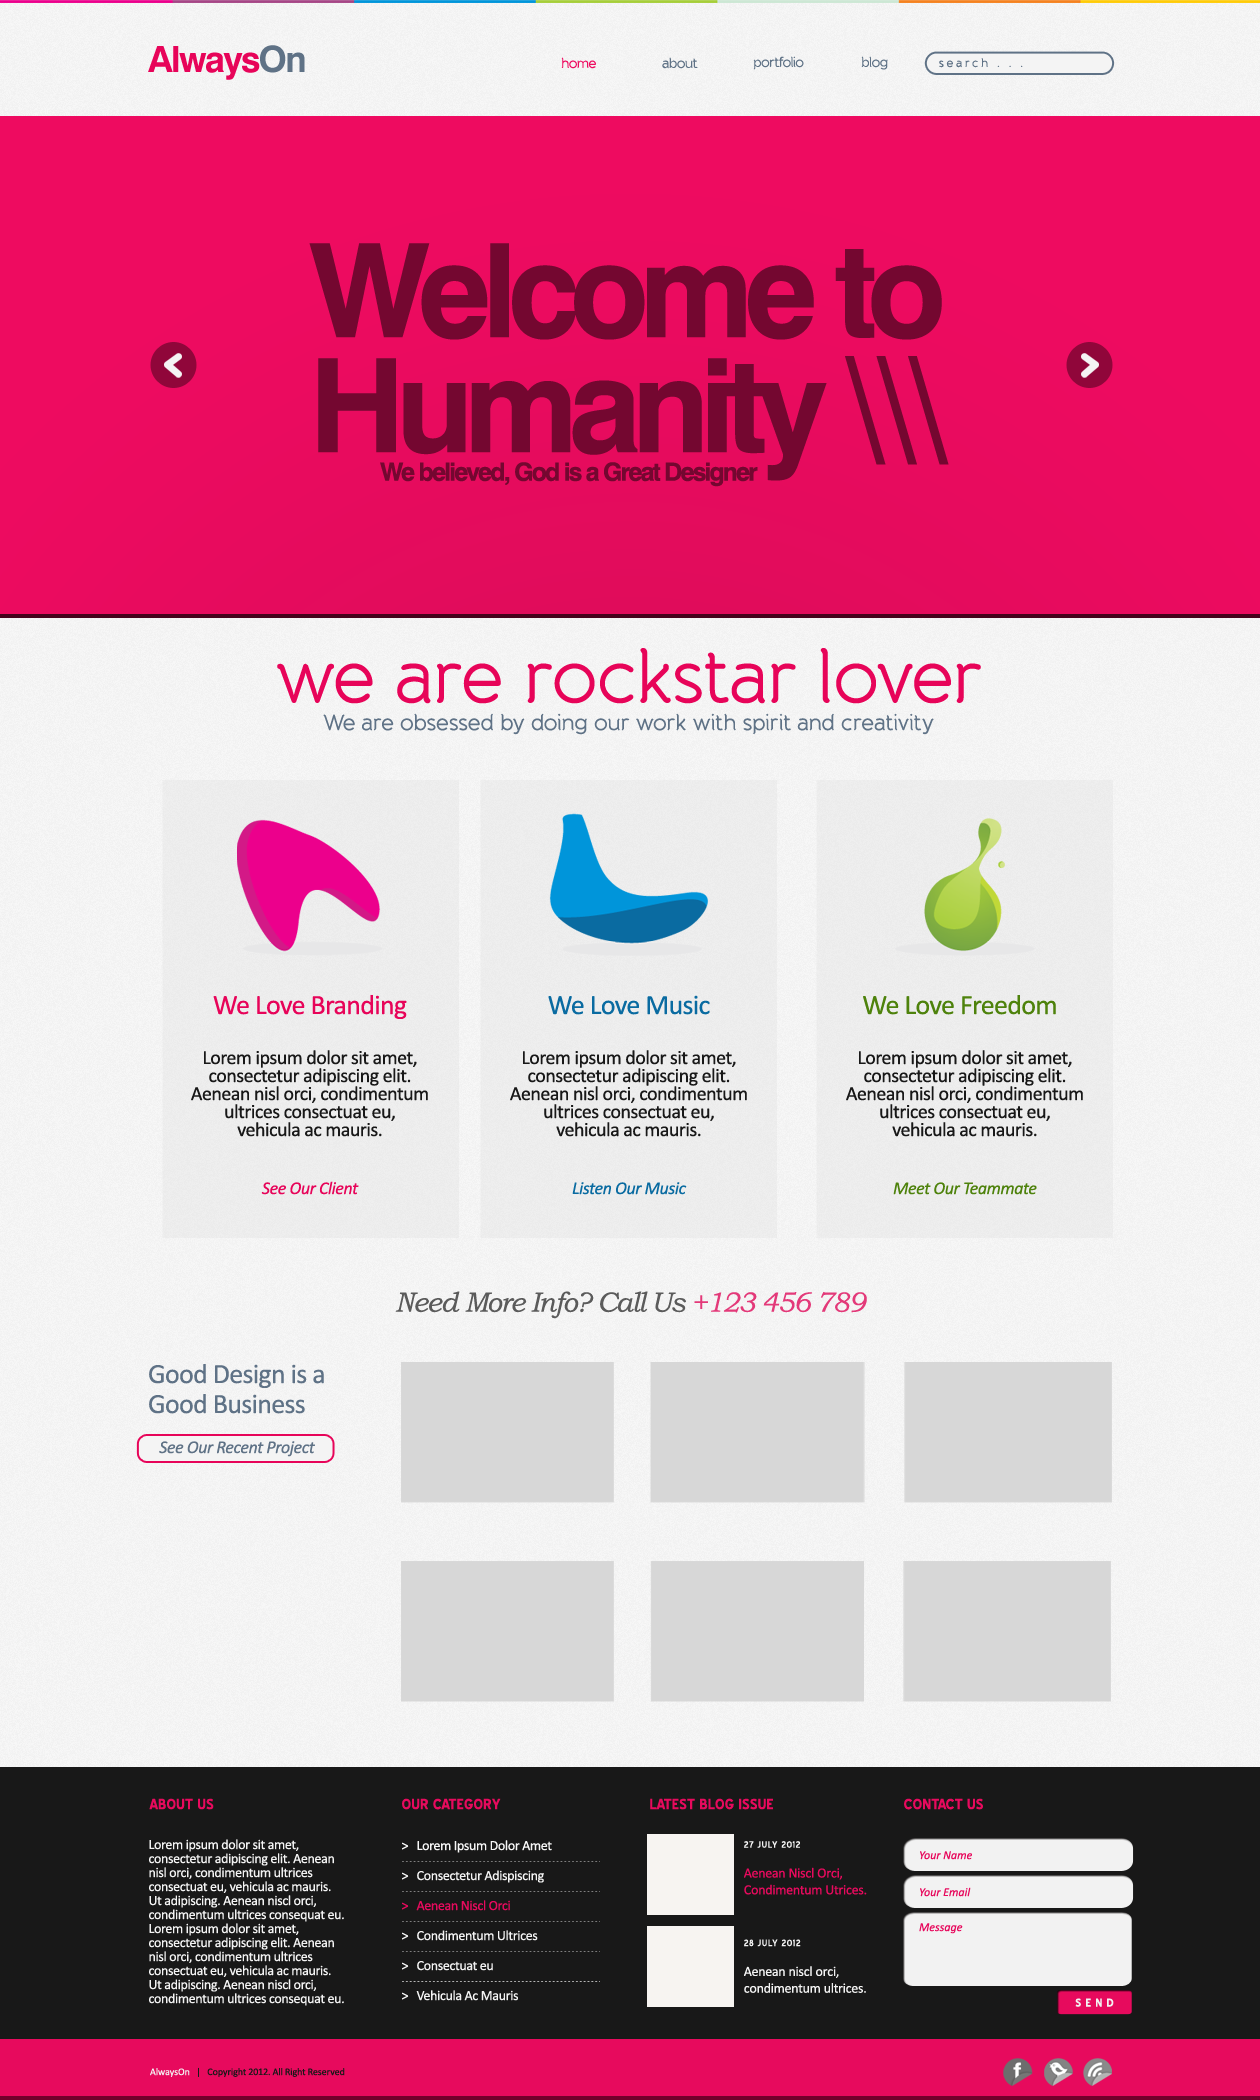 AlwaysOn
home about portfolio blog search . . .
Welcome to
Humanity \\\
We believed, God is a Great Designer
we are rockstar lover
We are obsessed by doing our work with spirit and creativity
We Love Branding
Lorem ipsum dolor sit amet,
consectetur adipiscing elit.
Aenean nisl orci, condimentum
ultrices consectuat eu,
vehicula ac mauris.
See Our Client
We Love Music
Lorem ipsum dolor sit amet,
consectetur adipiscing elit.
Aenean nisl orci, condimentum
ultrices consectuat eu,
vehicula ac mauris.
Listen Our Music
We Love Freedom
Lorem ipsum dolor sit amet,
consectetur adipiscing elit.
Aenean nisl orci, condimentum
ultrices consectuat eu,
vehicula ac mauris.
Meet Our Teammate
Need More Info? Call Us +123 456 789
Good Design is a
Good Business
See Our Recent Project
ABOUT US
Lorem ipsum dolor sit amet,
consectetur adipiscing elit. Aenean
nisl orci, condimentum ultrices
consectuat eu, vehicula ac mauris.
Ut adipiscing. Aenean niscl orci,
condimentum ultrices consequat eu.
Lorem ipsum dolor sit amet,
consectetur adipiscing elit. Aenean
nisl orci, condimentum ultrices
consectuat eu, vehicula ac mauris.
Ut adipiscing. Aenean niscl orci,
condimentum ultrices consequat eu.
OUR CATEGORY
> Lorem Ipsum Dolor Amet
> Consectetur Adispiscing
> Aenean Niscl Orci
> Condimentum Ultrices
> Consectuat eu
> Vehicula Ac Mauris
LATEST BLOG ISSUE
27 JULY 2012
Aenean Niscl Orci,
Condimentum Utrices.
28 JULY 2012
Aenean niscl orci,
condimentum ultrices.
CONTACT US
Your Name
Your Email
Message
SEND
AlwaysOn | Copyright 2012. All Right Reserved